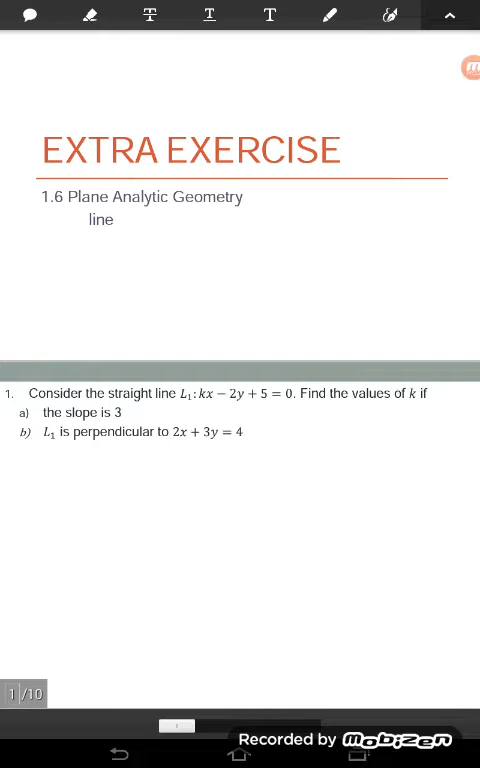 T T T
EXTRA EXERCISE
1.6 Plane Analytic Geometry
line
1. Consider the straight line L₁: kx − 2y + 5 = 0. Find the values of k if
a) the slope is 3
b) L₁ is perpendicular to 2x + 3y = 4
1 /10
1
Recorded by mobizen